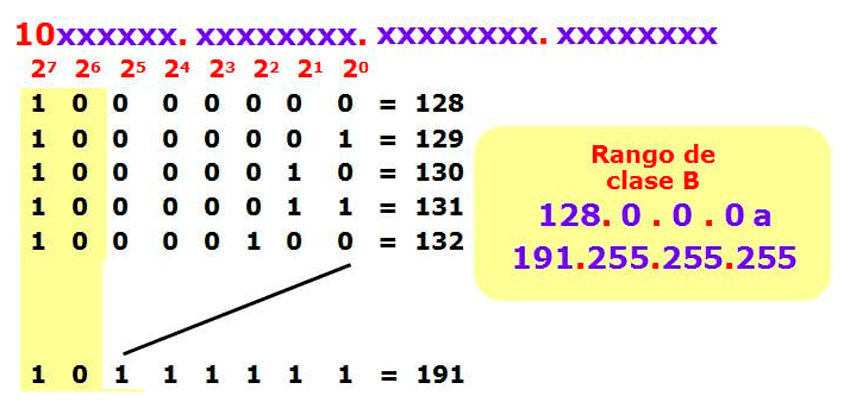 10xxxxxx. xxxxxxxx. xxxxxxxx. xxxxxxxx
2⁷ 2⁶ 2⁵ 2⁴ 2³ 2² 2¹ 2⁰
1 0 0 0 0 0 0 0 = 128
1 0 0 0 0 0 0 1 = 129
1 0 0 0 0 0 1 0 = 130
1 0 0 0 0 0 1 1 = 131
1 0 0 0 0 1 0 0 = 132
1 0 1 1 1 1 1 1 = 191
Rango de
clase B
128. 0 . 0 . 0 a
191.255.255.255